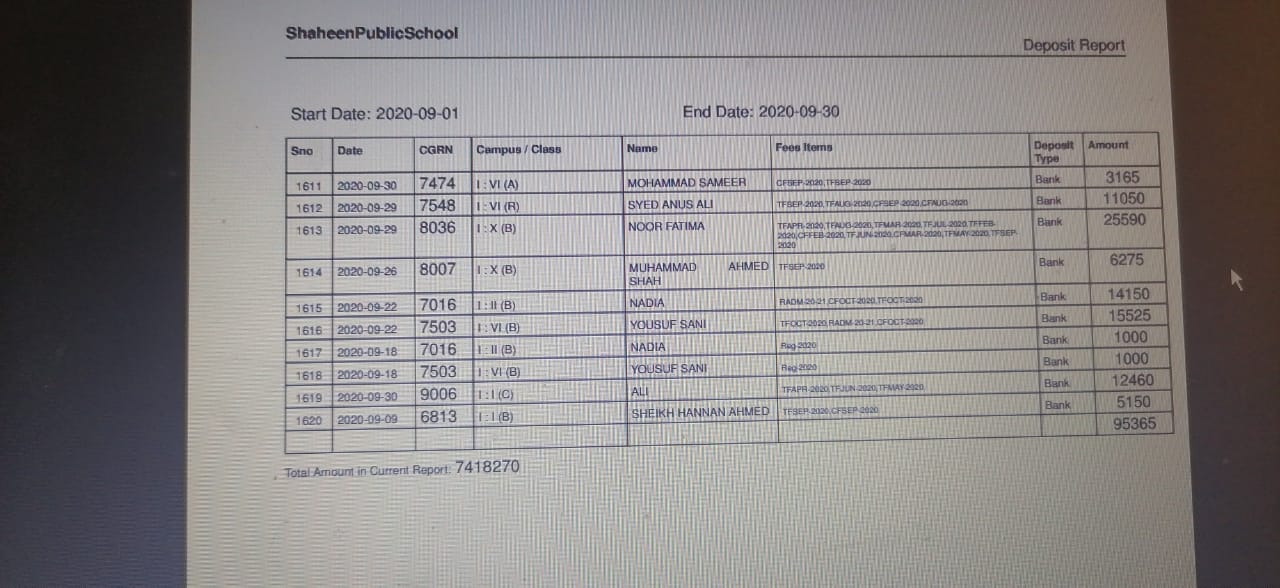 ShaheenPublicSchool
Deposit Report
Start Date: 2020-09-01 End Date: 2020-09-30
Sno Date CGRN Campus / Class Name Fees Items Deposit Type Amount
1611 2020-09-30 7474 I : VI (A) MOHAMMAD SAMEER CFSEP-2020,TFSEP-2020 Bank 3165
1612 2020-09-29 7548 I : VI (R) SYED ANUS ALI TFSEP-2020,TFAUG-2020,CFSEP-2020,CFAUG-2020 Bank 11050
1613 2020-09-29 8036 I : X (B) NOOR FATIMA TFAPR-2020,TFAUG-2020,TFMAR-2020,TFJUL-2020,TFFEB-
2020,CFFEB-2020,TFJUN-2020,CFMAR-2020,TFMAY-2020,TFSEP-
2020 Bank 25590
1614 2020-09-26 8007 I : X (B) MUHAMMAD AHMED SHAH TFSEP-2020 Bank 6275
1615 2020-09-22 7016 I : II (B) NADIA RADM-20-21,CFOCT-2020,TFOCT-2020 Bank 14150
1616 2020-09-22 7503 I : VI (B) YOUSUF SANI TFOCT-2020,RADM-20-21,CFOCT-2020 Bank 15525
1617 2020-09-18 7016 I : II (B) NADIA Reg-2020 Bank 1000
1618 2020-09-18 7503 I : VI (B) YOUSUF SANI Reg-2020 Bank 1000
1619 2020-09-30 9006 I : I (C) ALI TFAPR-2020,TFJUN-2020,TFMAY-2020 Bank 12460
1620 2020-09-09 6813 I : I (B) SHEIKH HANNAN AHMED TFSEP-2020,CFSEP-2020 Bank 5150
95365
Total Amount in Current Report: 7418270